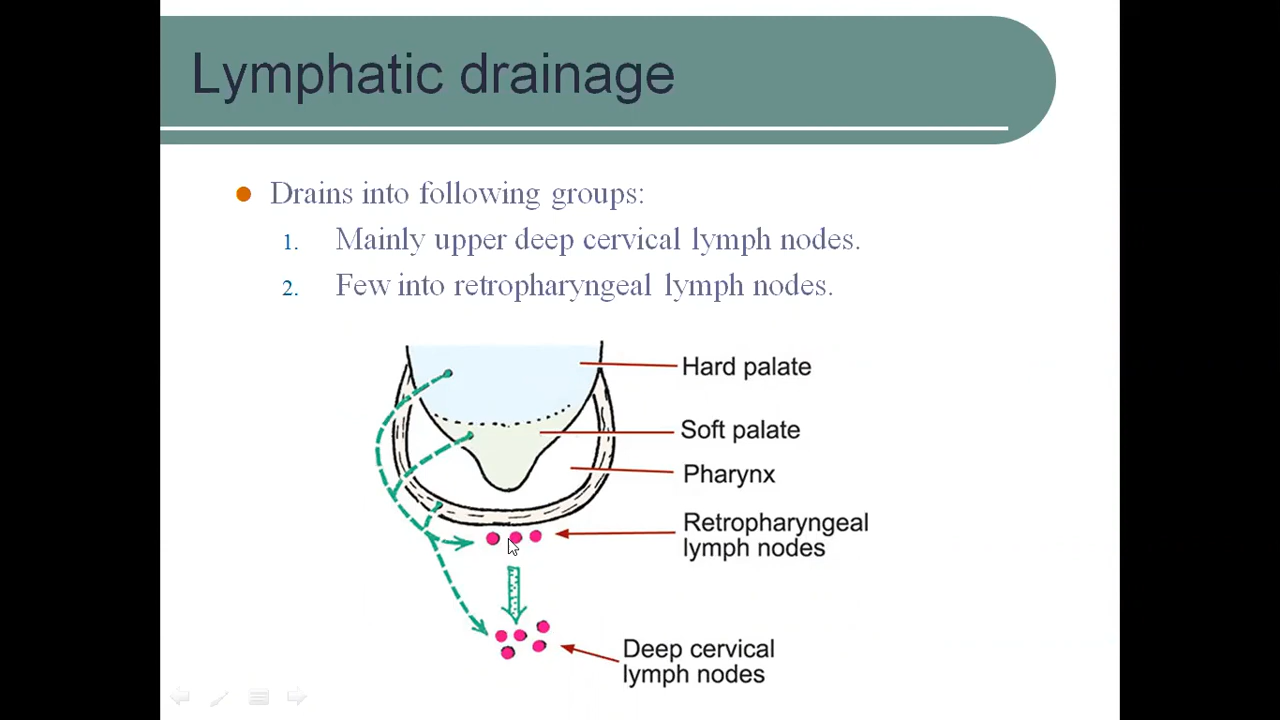 Lymphatic drainage
Drains into following groups:
1. Mainly upper deep cervical lymph nodes.
2. Few into retropharyngeal lymph nodes.
Hard palate
Soft palate
Pharynx
Retropharyngeal
lymph nodes
Deep cervical
lymph nodes